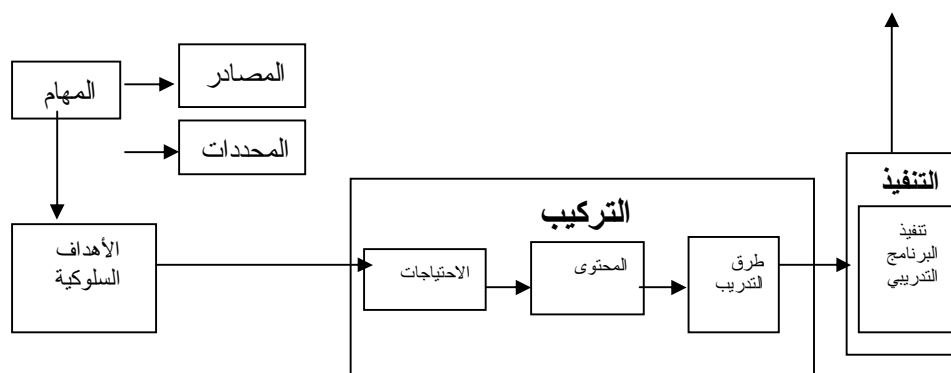 المصادر
المهام
المحددات
التنفيذ
التركيب
الأهداف
السلوكية
الاحتياجات
المحتوى
طرق
التدريب
تنفيذ
البرنامج
التدريبي